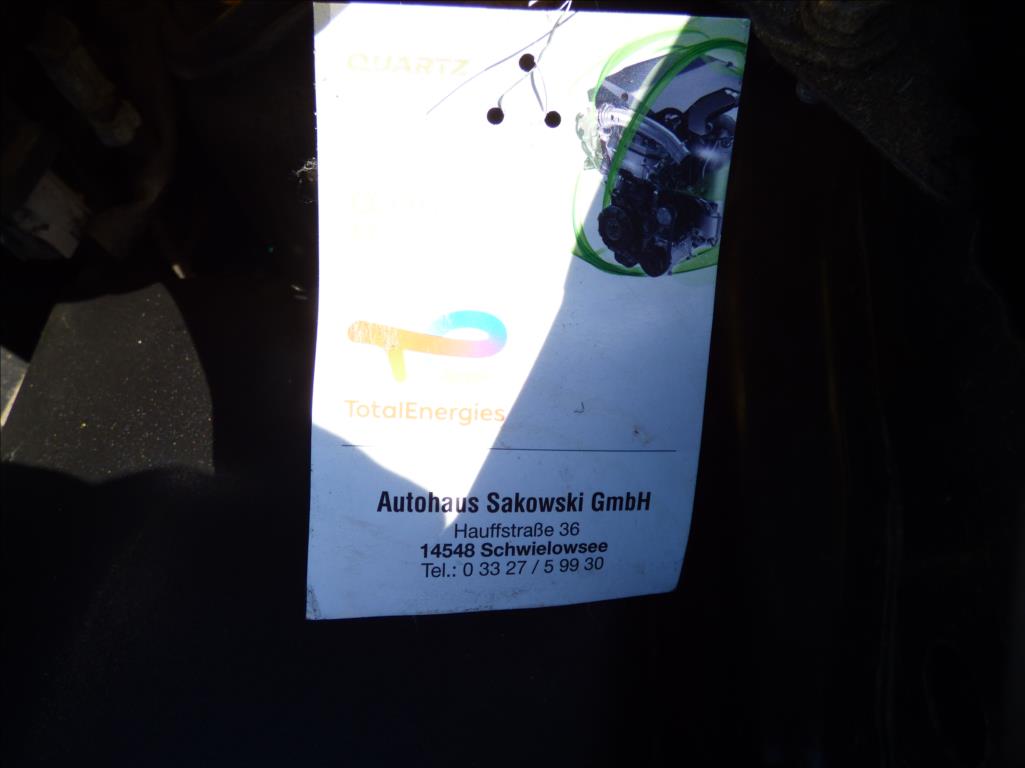 QUARTZ
TotalEnergies
Autohaus Sakowski GmbH
Hauffstraße 36
14548 Schwielowsee
Tel.: 0 33 27 / 5 99 30